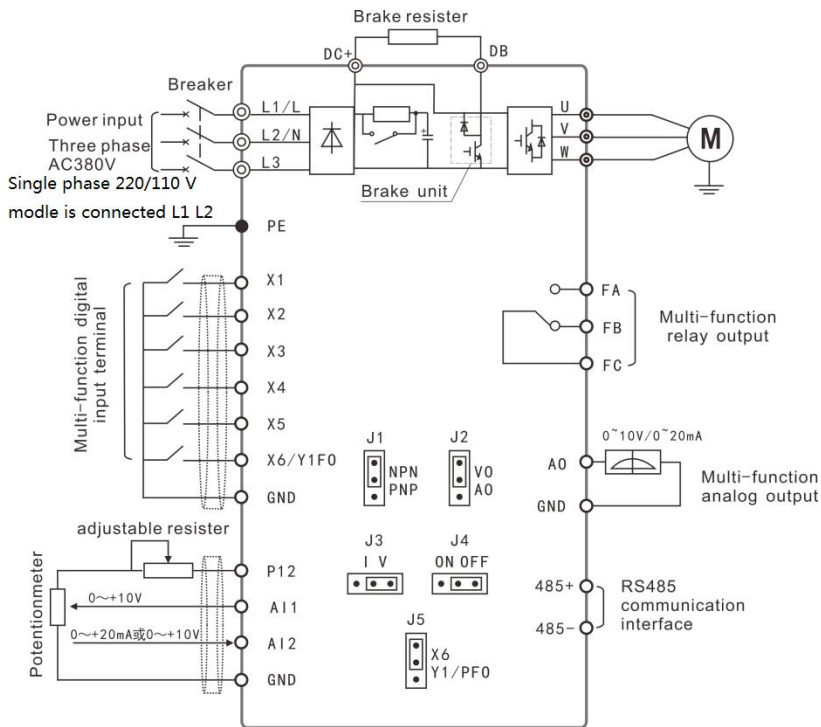 Brake resister
DC+
DB
Breaker
Power input
Three phase
AC380V
Single phase 220/110 V
modle is connected L1 L2
L1/L
L2/N
L3
+
U
V
W
M
Brake unit
PE
Multi-function digital
input terminal
X1
X2
X3
X4
X5
X6/Y1F0
GND
FA
FB
FC
Multi-function
relay output
J1
NPN
PNP
J2
VO
AO
0~10V/0~20mA
AO
GND
Multi-function
analog output
adjustable resister
Potentionmeter
P12
0～+10V
AI1
0～+20mA或0～+10V
AI2
GND
J3
I V
J4
ON OFF
J5
X6
Y1/PFO
485+
485-
RS485
communication
interface